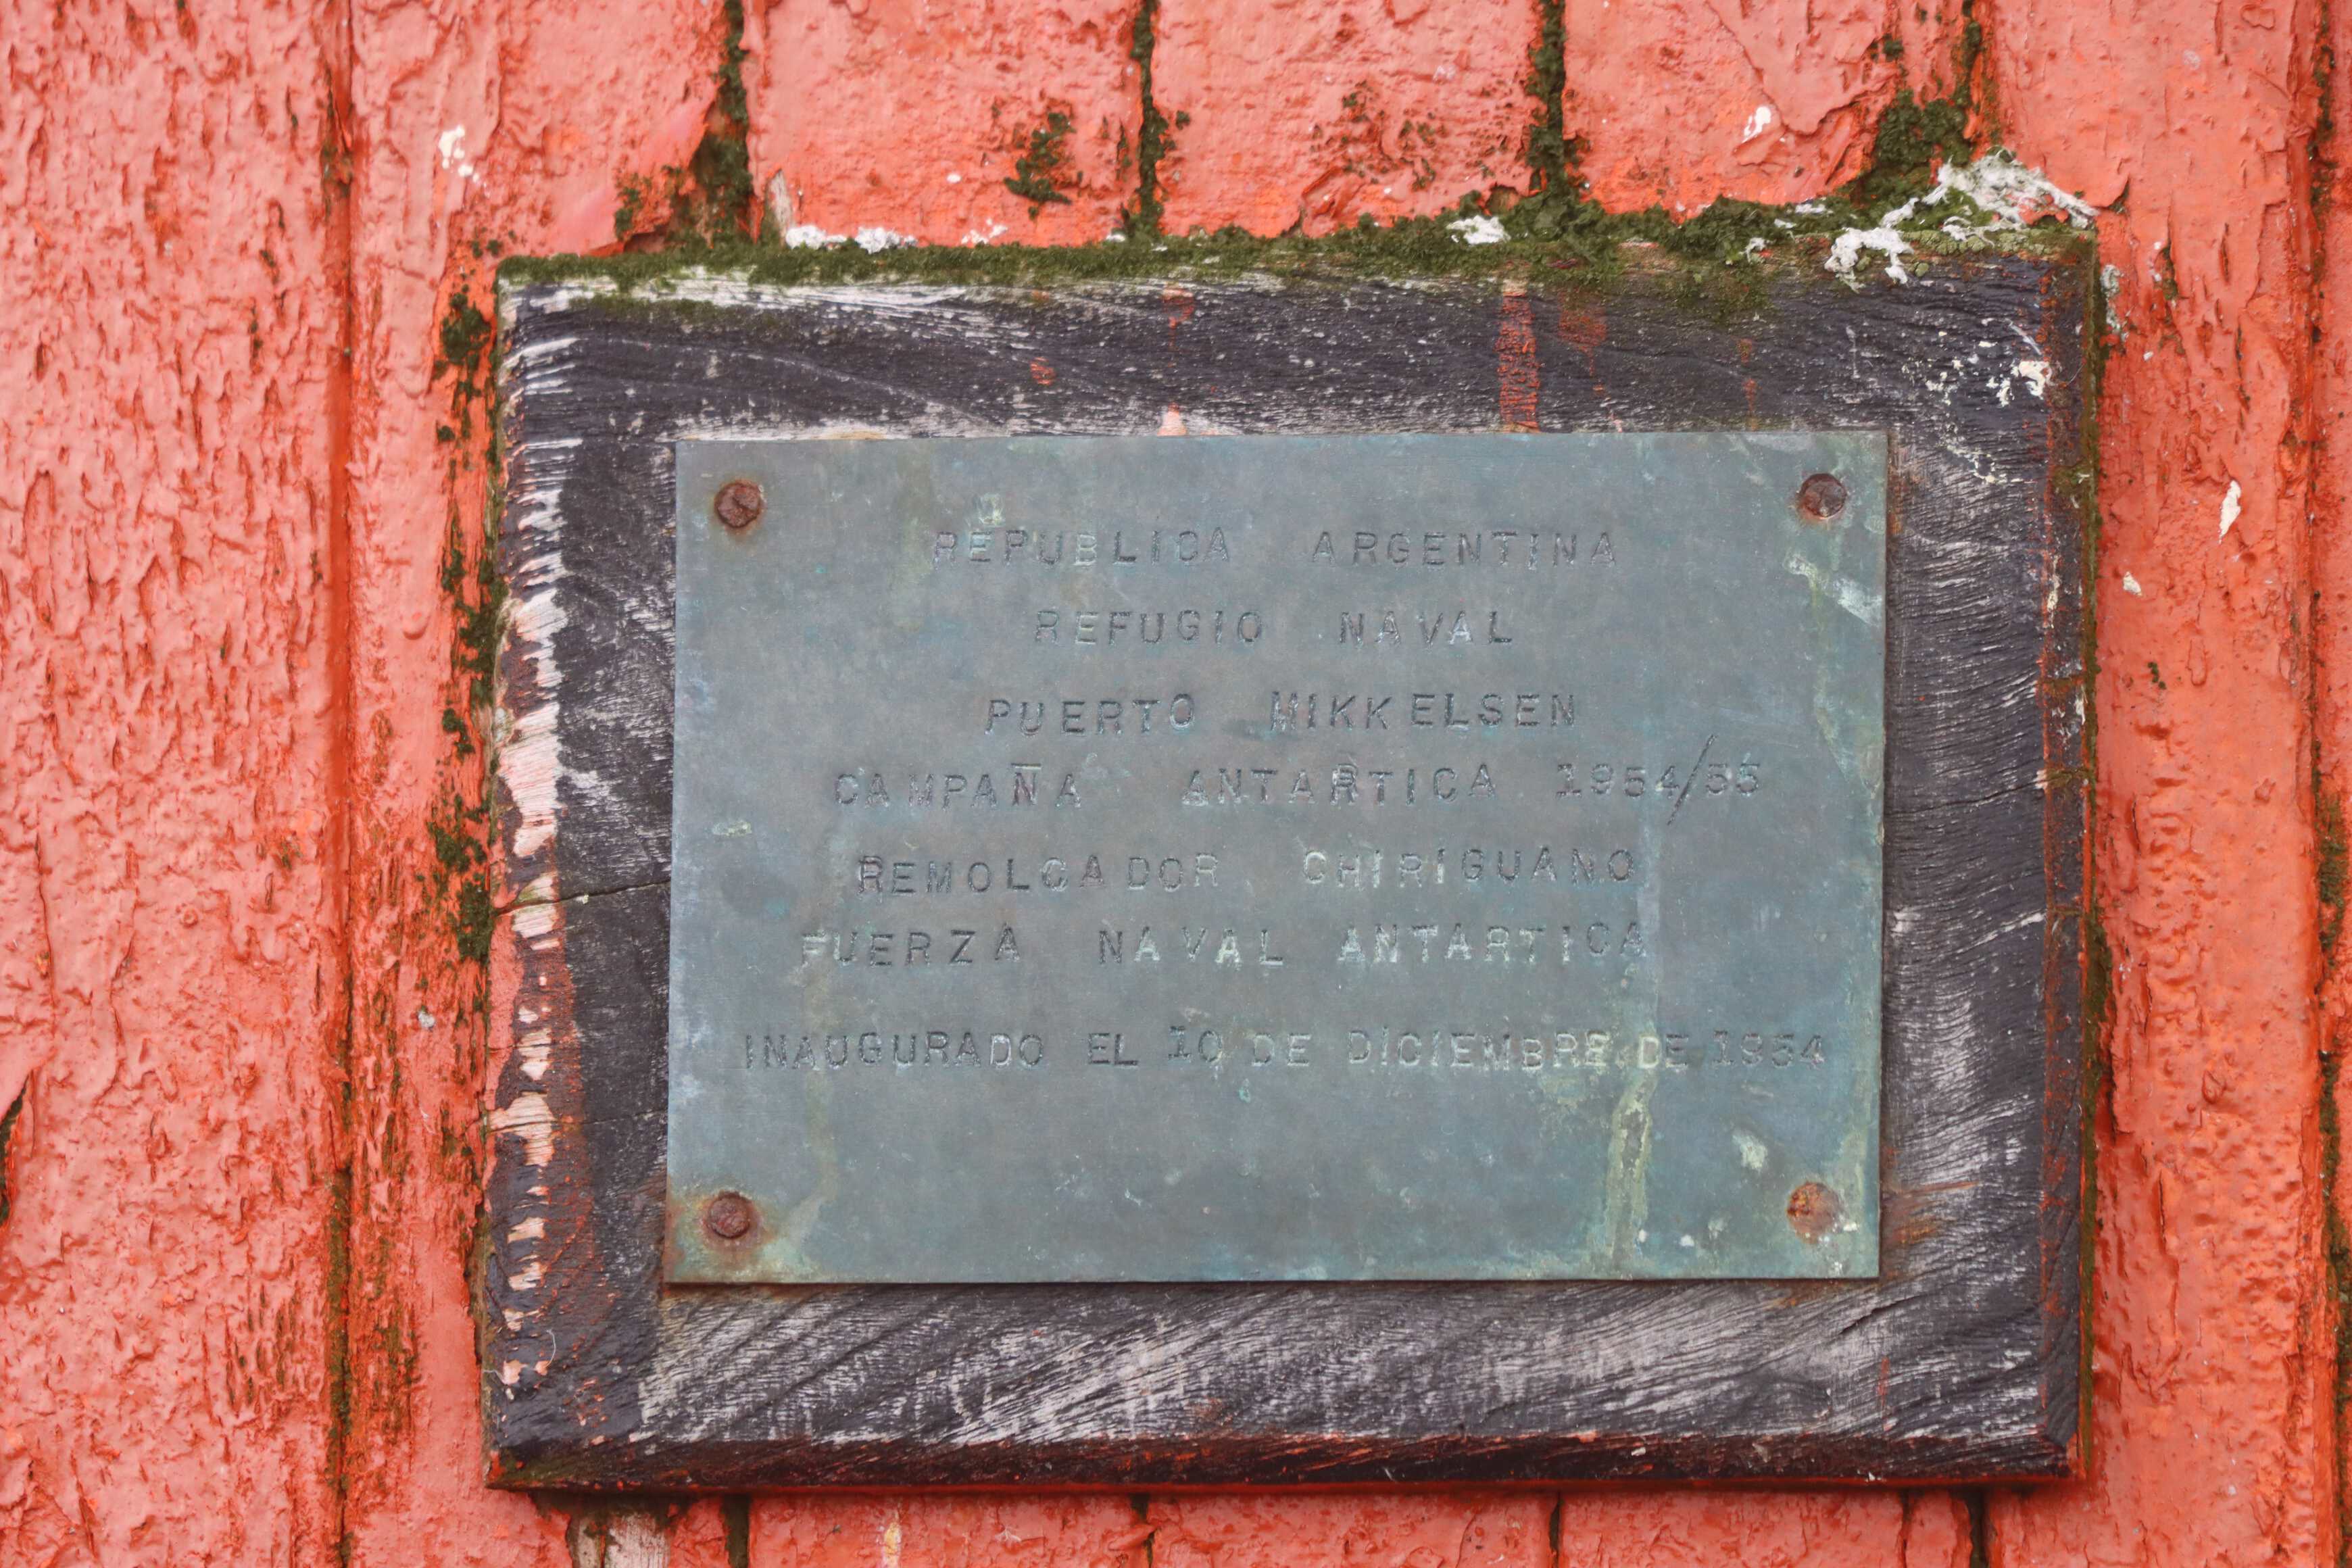 REPUBLICA ARGENTINA
REFUGIO NAVAL
PUERTO MIKKELSEN
CAMPAÑA ANTARTICA 1954/55
REMOLCADOR CHIRIGUANO
FUERZA NAVAL ANTARTICA
INAUGURADO EL 10 DE DICIEMBRE DE 1954